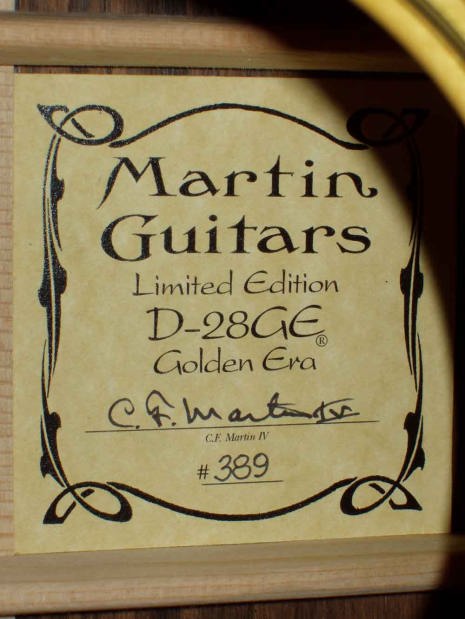 Martin
Guitars
Limited Edition
D-28GE®
Golden Era
C. F. Martin IV
C.F. Martin IV
# 389